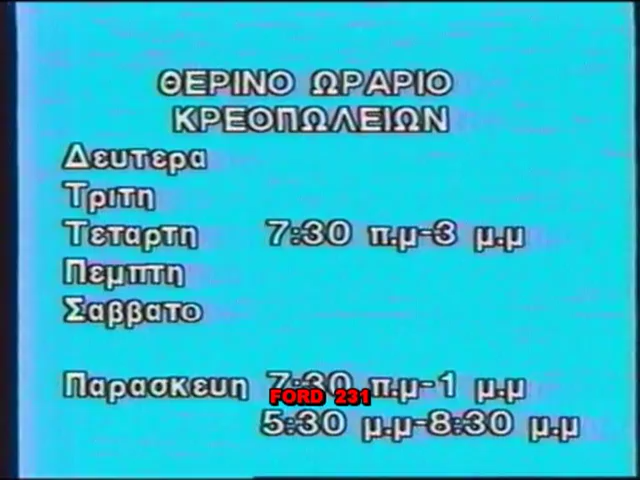 ΘΕΡΙΝΟ ΩΡΑΡΙΟ
ΚΡΕΟΠΩΛΕΙΩΝ
Δευτερα
Τριτη
Τεταρτη 7:30 π.μ-3 μ.μ
Πεμπτη
Σαββατο
Παρασκευη 7:30 π.μ-1 μ.μ
FORD 231
5:30 μ.μ-8:30 μ.μ